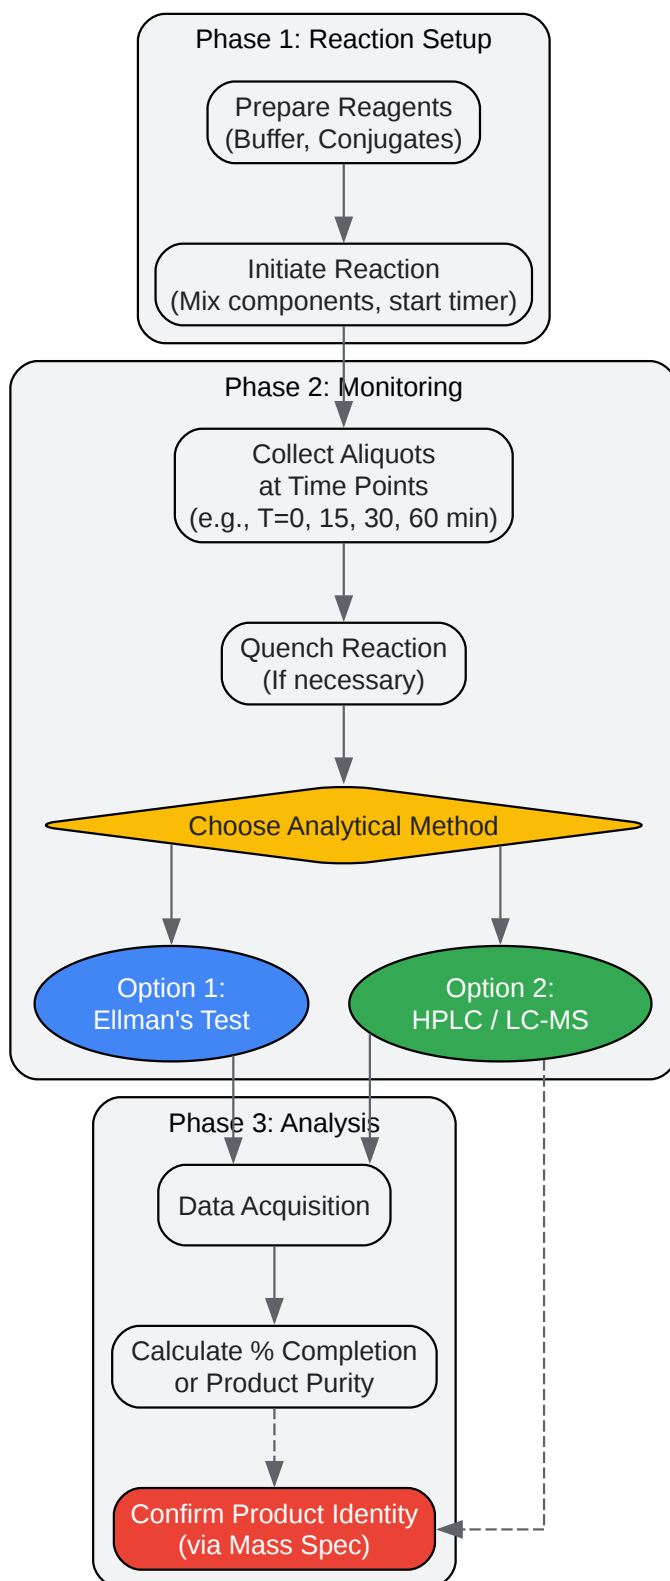 Phase 1: Reaction Setup
Prepare Reagents
(Buffer, Conjugates)
Initiate Reaction
(Mix components, start timer)
Phase 2: Monitoring
Collect Aliquots
at Time Points
(e.g., T=0, 15, 30, 60 min)
Quench Reaction
(If necessary)
Choose Analytical Method
Option 1:
Ellman's Test
Option 2:
HPLC / LC-MS
Phase 3: Analysis
Data Acquisition
Calculate % Completion
or Product Purity
Confirm Product Identity
(via Mass Spec)